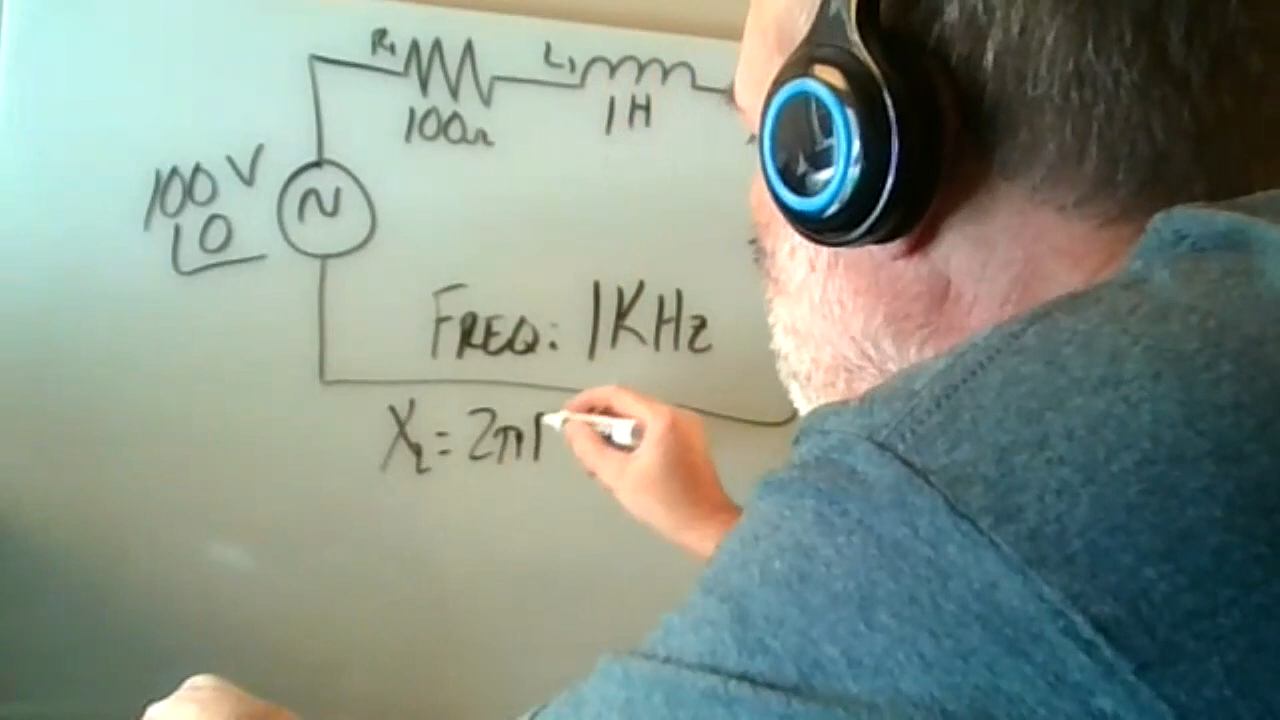 R₁ L₁
100Ω 1H
100V
∠0
FREQ: 1KHz
X_L = 2π